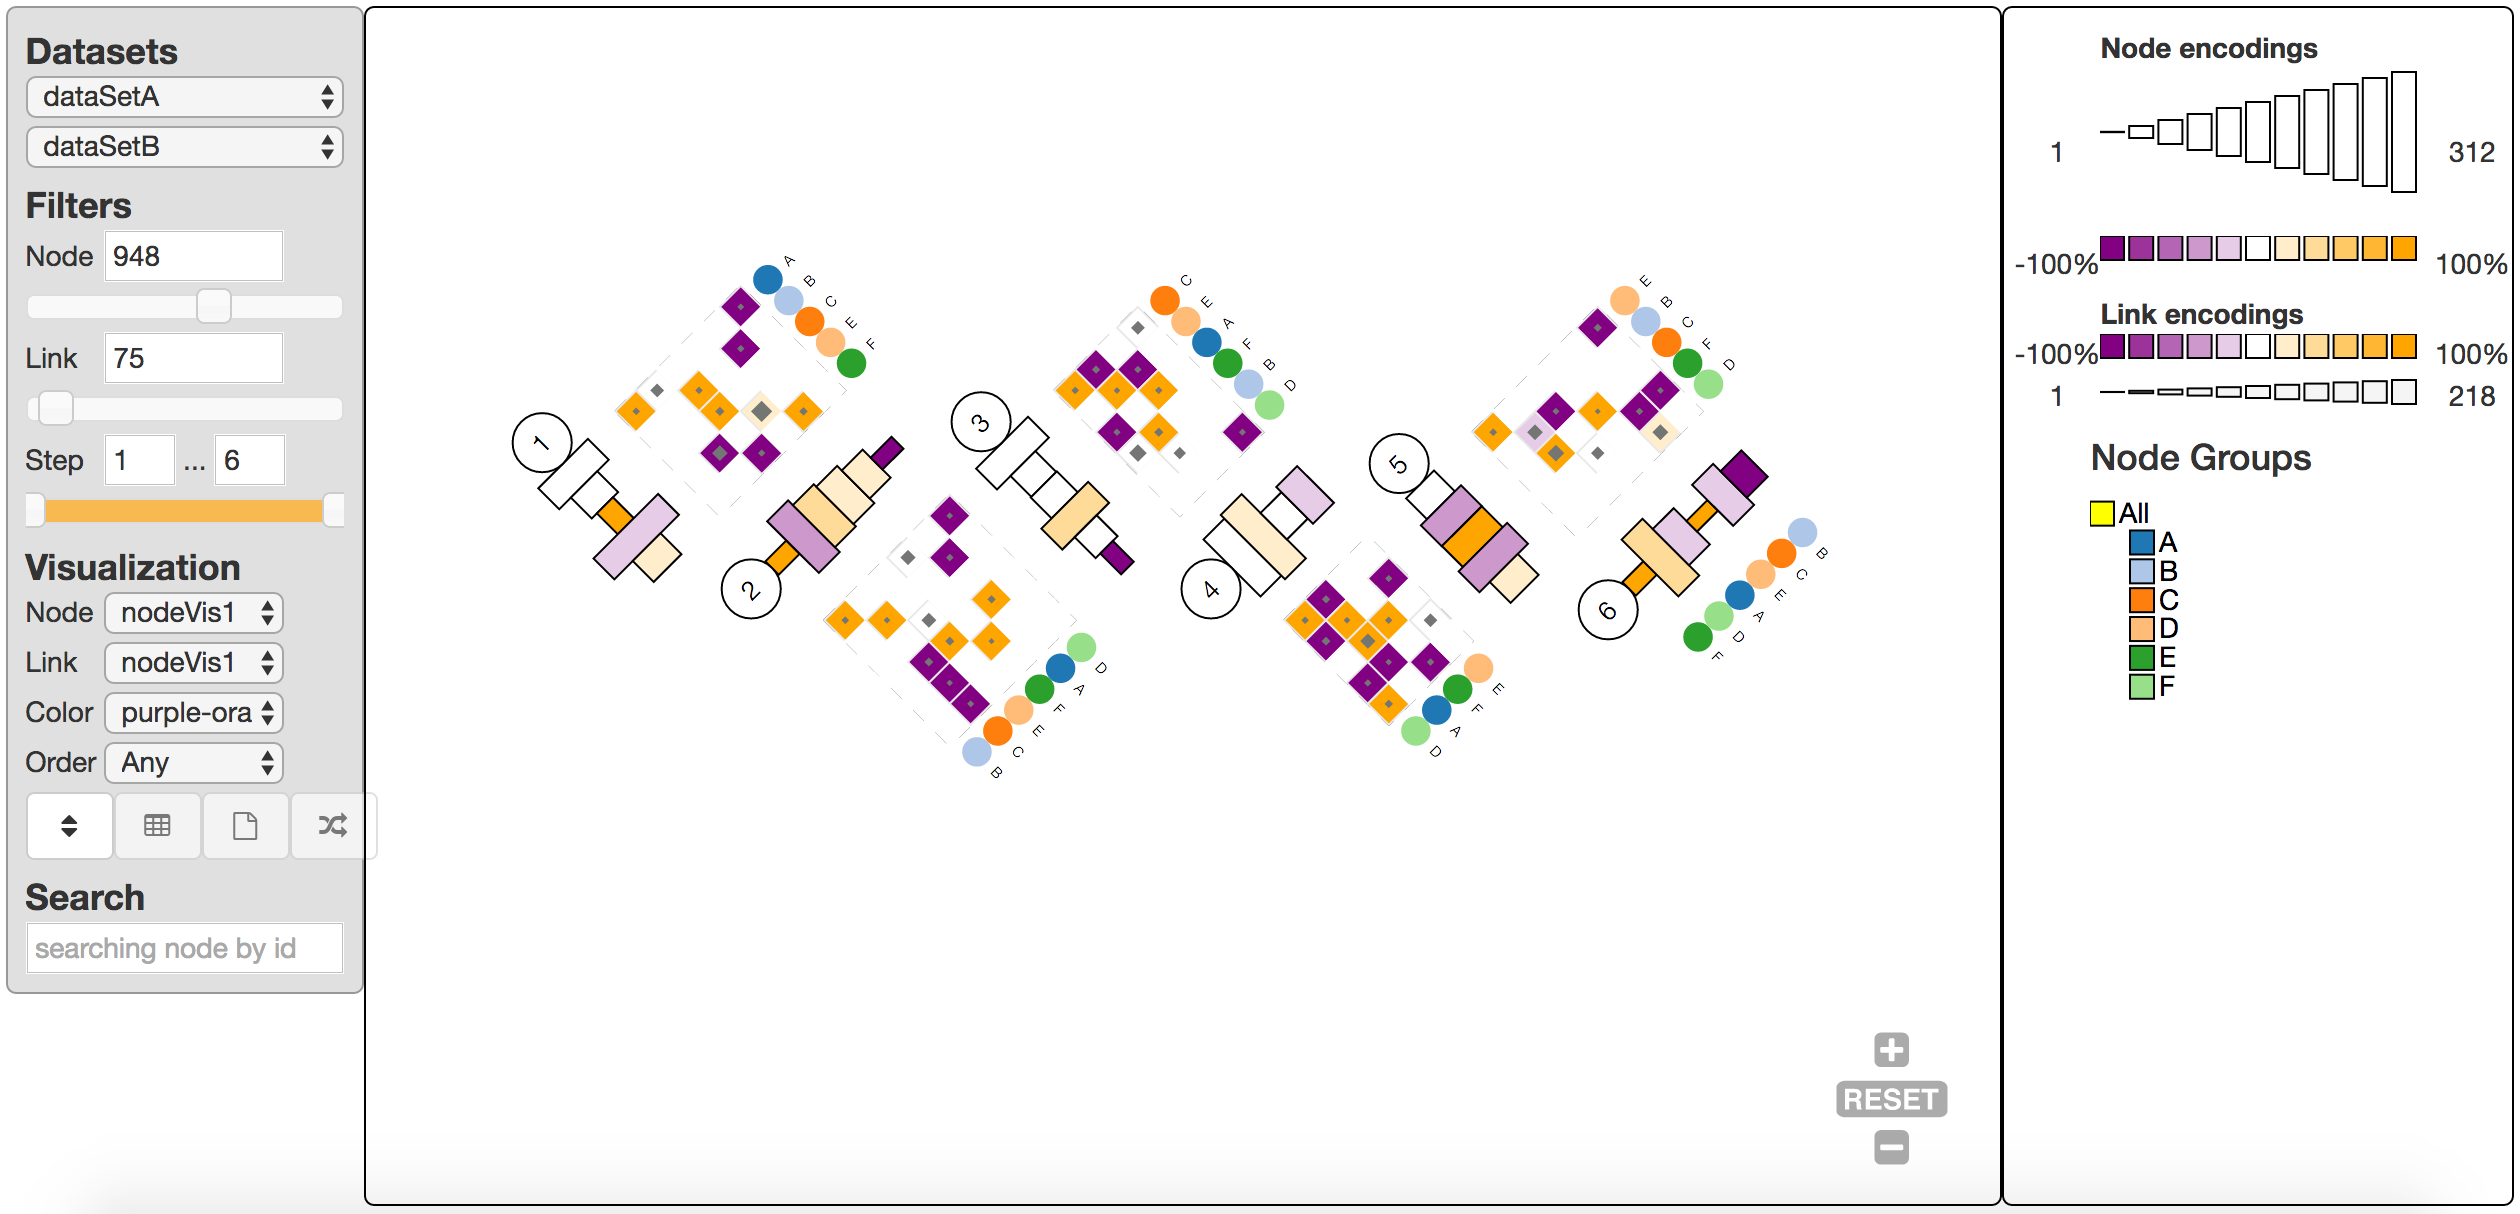 Datasets
dataSetA
dataSetB
Filters
Node 948
Link 75
Step 1 ... 6
Visualization
Node nodeVis1
Link nodeVis1
Color purple-ora
Order Any
Search
searching node by id
A
B
C
E
F
1
2
D
A
F
E
C
B
C
E
A
F
B
D
3
4
E
F
A
D
E
B
C
F
D
5
6
B
C
E
A
D
F
RESET
Node encodings
1 312
-100% 100%
Link encodings
-100% 100%
1 218
Node Groups
All
A
B
C
D
E
F